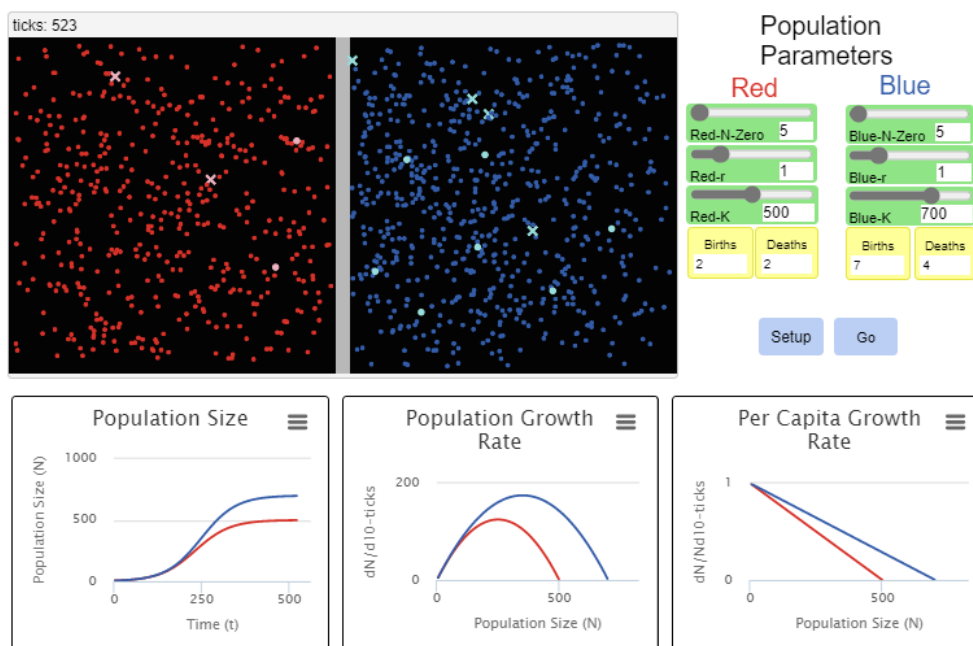 ticks: 523
Population
Parameters
Red
Blue
Red-N-Zero 5
Blue-N-Zero 5
Red-r 1
Blue-r 1
Red-K 500
Blue-K 700
Births
Deaths
Births
Deaths
2
2
7
4
Setup
Go
Population Size
Population Size (N)
1000
500
0
0
250
500
Time (t)
Population Growth
Rate
dN/d10-ticks
200
0
0
500
Population Size (N)
Per Capita Growth
Rate
dN/Nd10-ticks
1
0
0
500
Population Size (N)